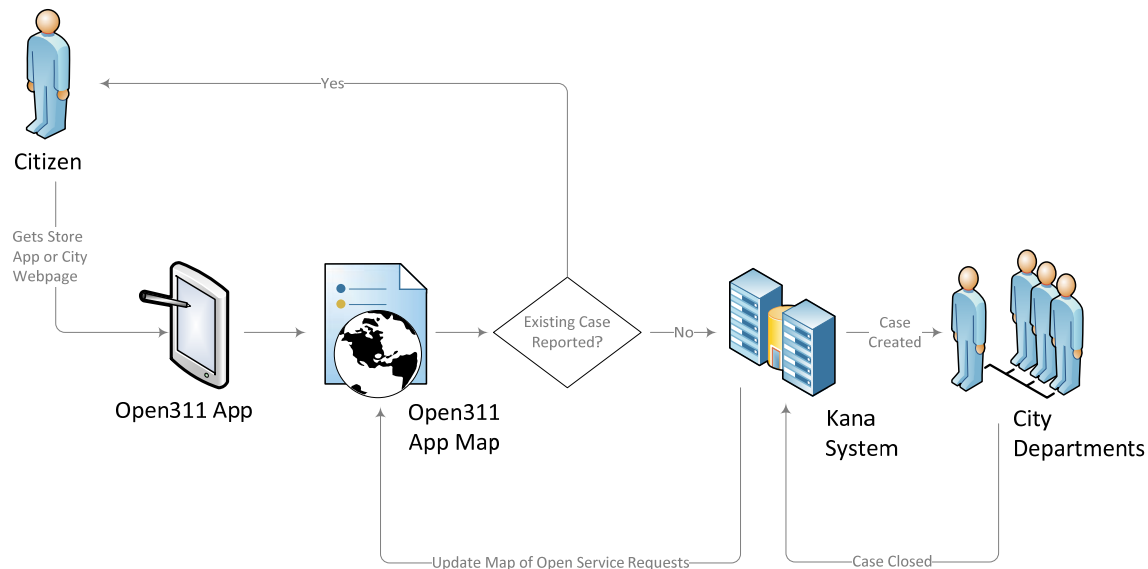 Yes
Citizen
Gets Store
App or City
Webpage
Existing Case
Reported?
No
Case
Created
Open311 App
Open311
App Map
Kana
System
City
Departments
Update Map of Open Service Requests
Case Closed